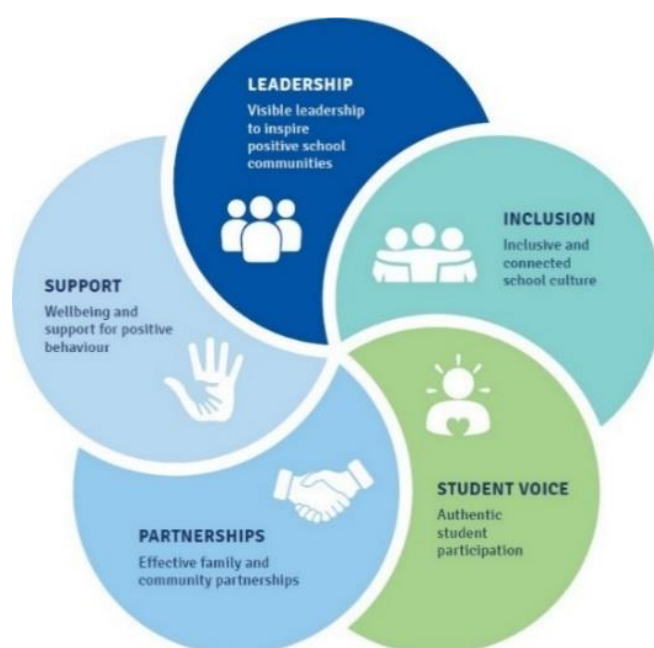 LEADERSHIP
Visible leadership
to inspire
positive school
communities
INCLUSION
Inclusive and
connected
school culture
SUPPORT
Wellbeing and
support for positive
behaviour
STUDENT VOICE
Authentic
student
participation
PARTNERSHIPS
Effective family and
community partnerships